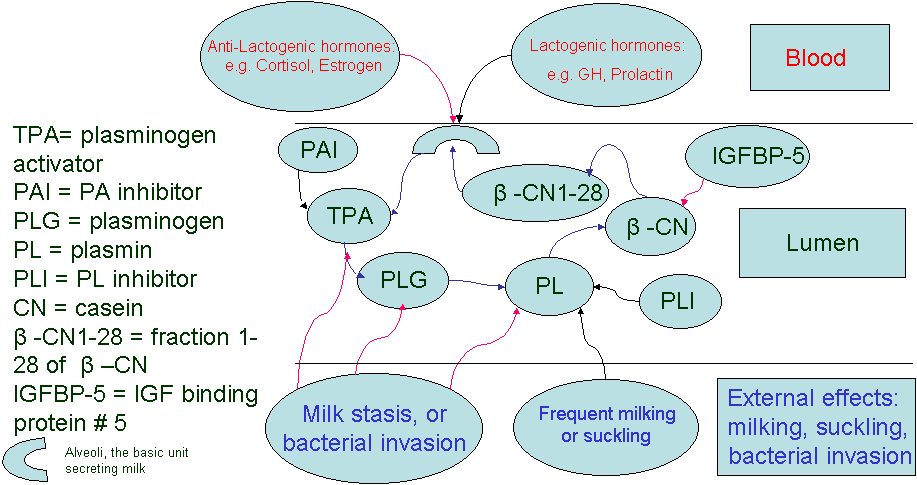 Anti-Lactogenic hormones:
e.g. Cortisol, Estrogen
Lactogenic hormones:
e.g. GH, Prolactin
Blood
TPA= plasminogen
activator
PAI = PA inhibitor
PLG = plasminogen
PL = plasmin
PLI = PL inhibitor
CN = casein
β -CN1-28 = fraction 1-
28 of β –CN
IGFBP-5 = IGF binding
protein # 5
Alveoli, the basic unit
secreting milk
PAI
IGFBP-5
β -CN1-28
TPA
β -CN
Lumen
PLG
PL
PLI
Milk stasis, or
bacterial invasion
Frequent milking
or suckling
External effects:
milking, suckling,
bacterial invasion